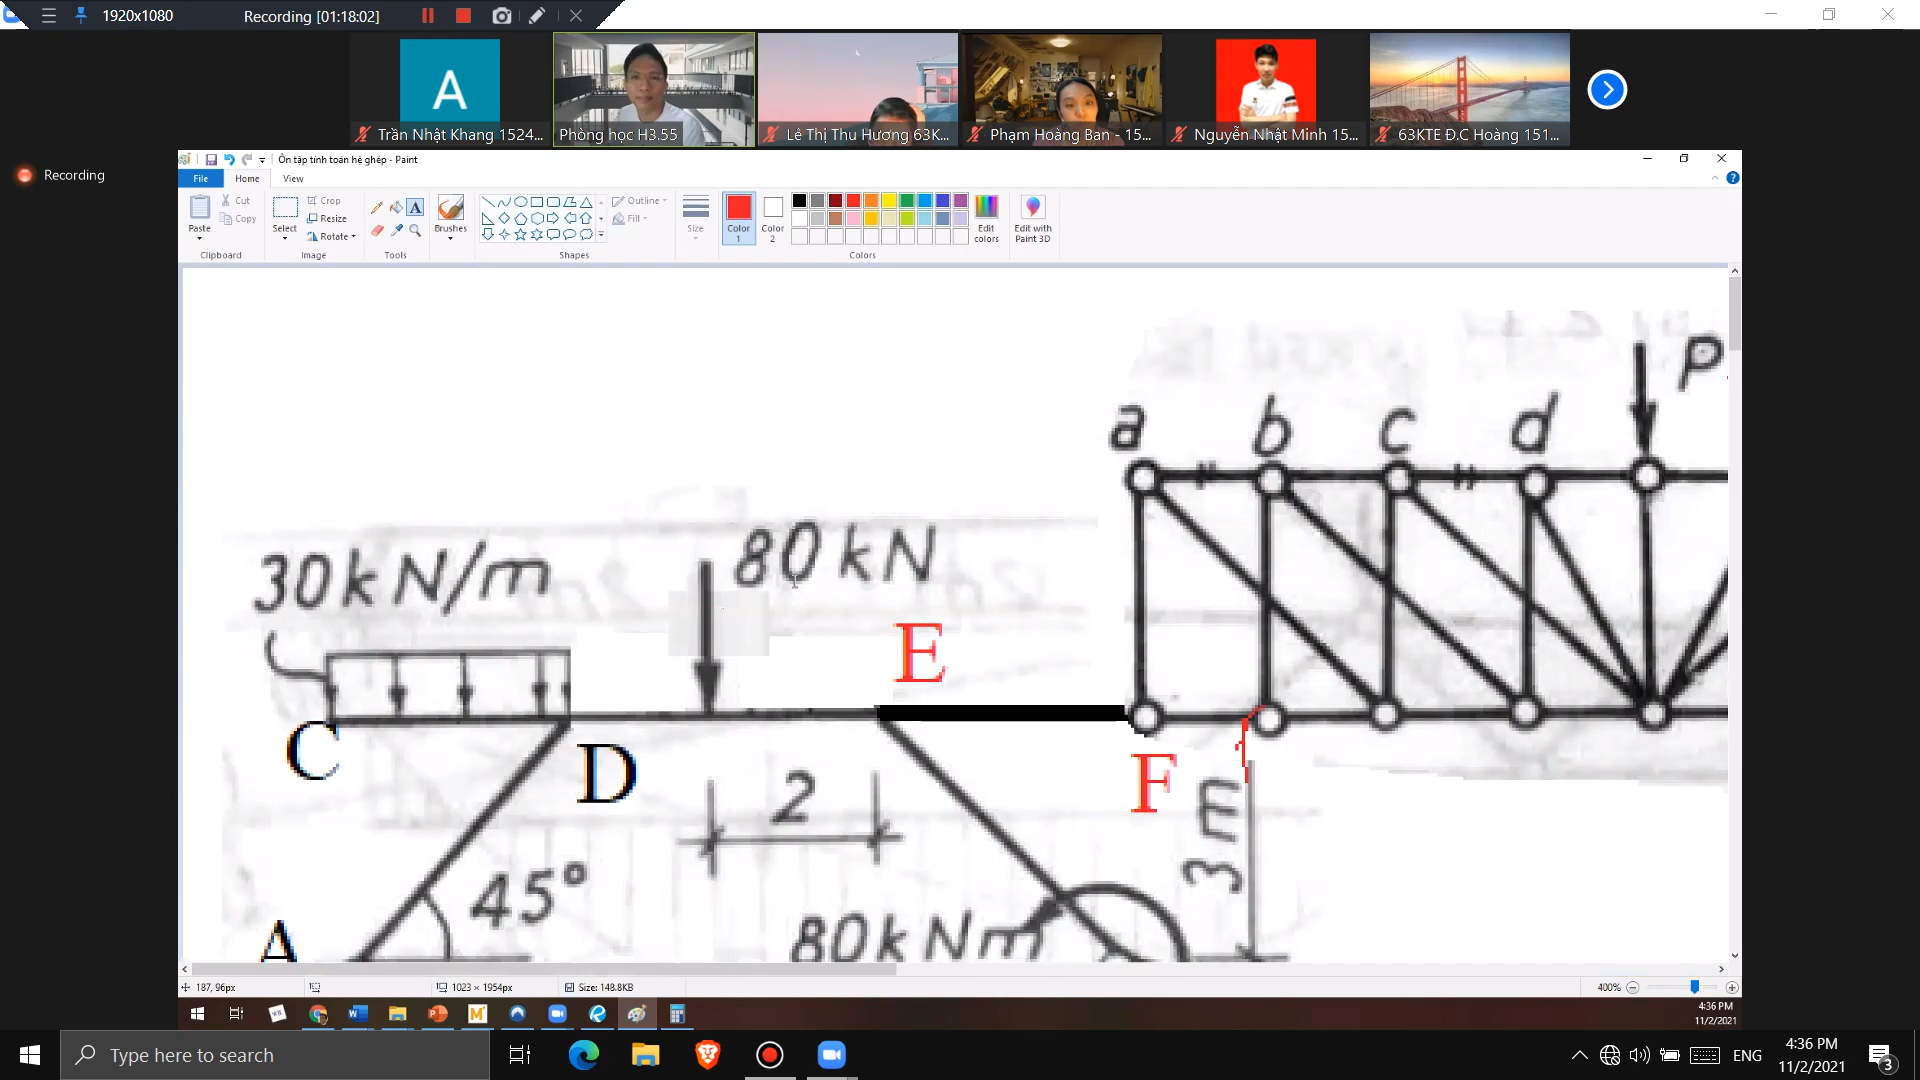 1920x1080
Recording [01:18:02]
A
Trần Nhật Khang 1524...
Phòng học H3.55
Lê Thị Thu Hương 63K...
Phạm Hoàng Ban - 15...
Nguyễn Nhật Minh 15...
63KTE Đ.C Hoàng 151...
Recording
Ôn tập tính toán hệ ghép - Paint
File
Home
View
Paste
Cut
Copy
Clipboard
Select
Crop
Resize
Rotate
Image
A
Tools
Brushes
Shapes
Outline
Fill
Size
Color 1
Color 2
Edit colors
Edit with Paint 3D
Colors
P
a b c d
30kN/m
80kN
E
C
D
F
2
3m
45°
80kNm
A
187, 96px
1023 × 1954px
Size: 148.8KB
400%
4:36 PM
11/2/2021
Type here to search
ENG
4:36 PM
11/2/2021
3